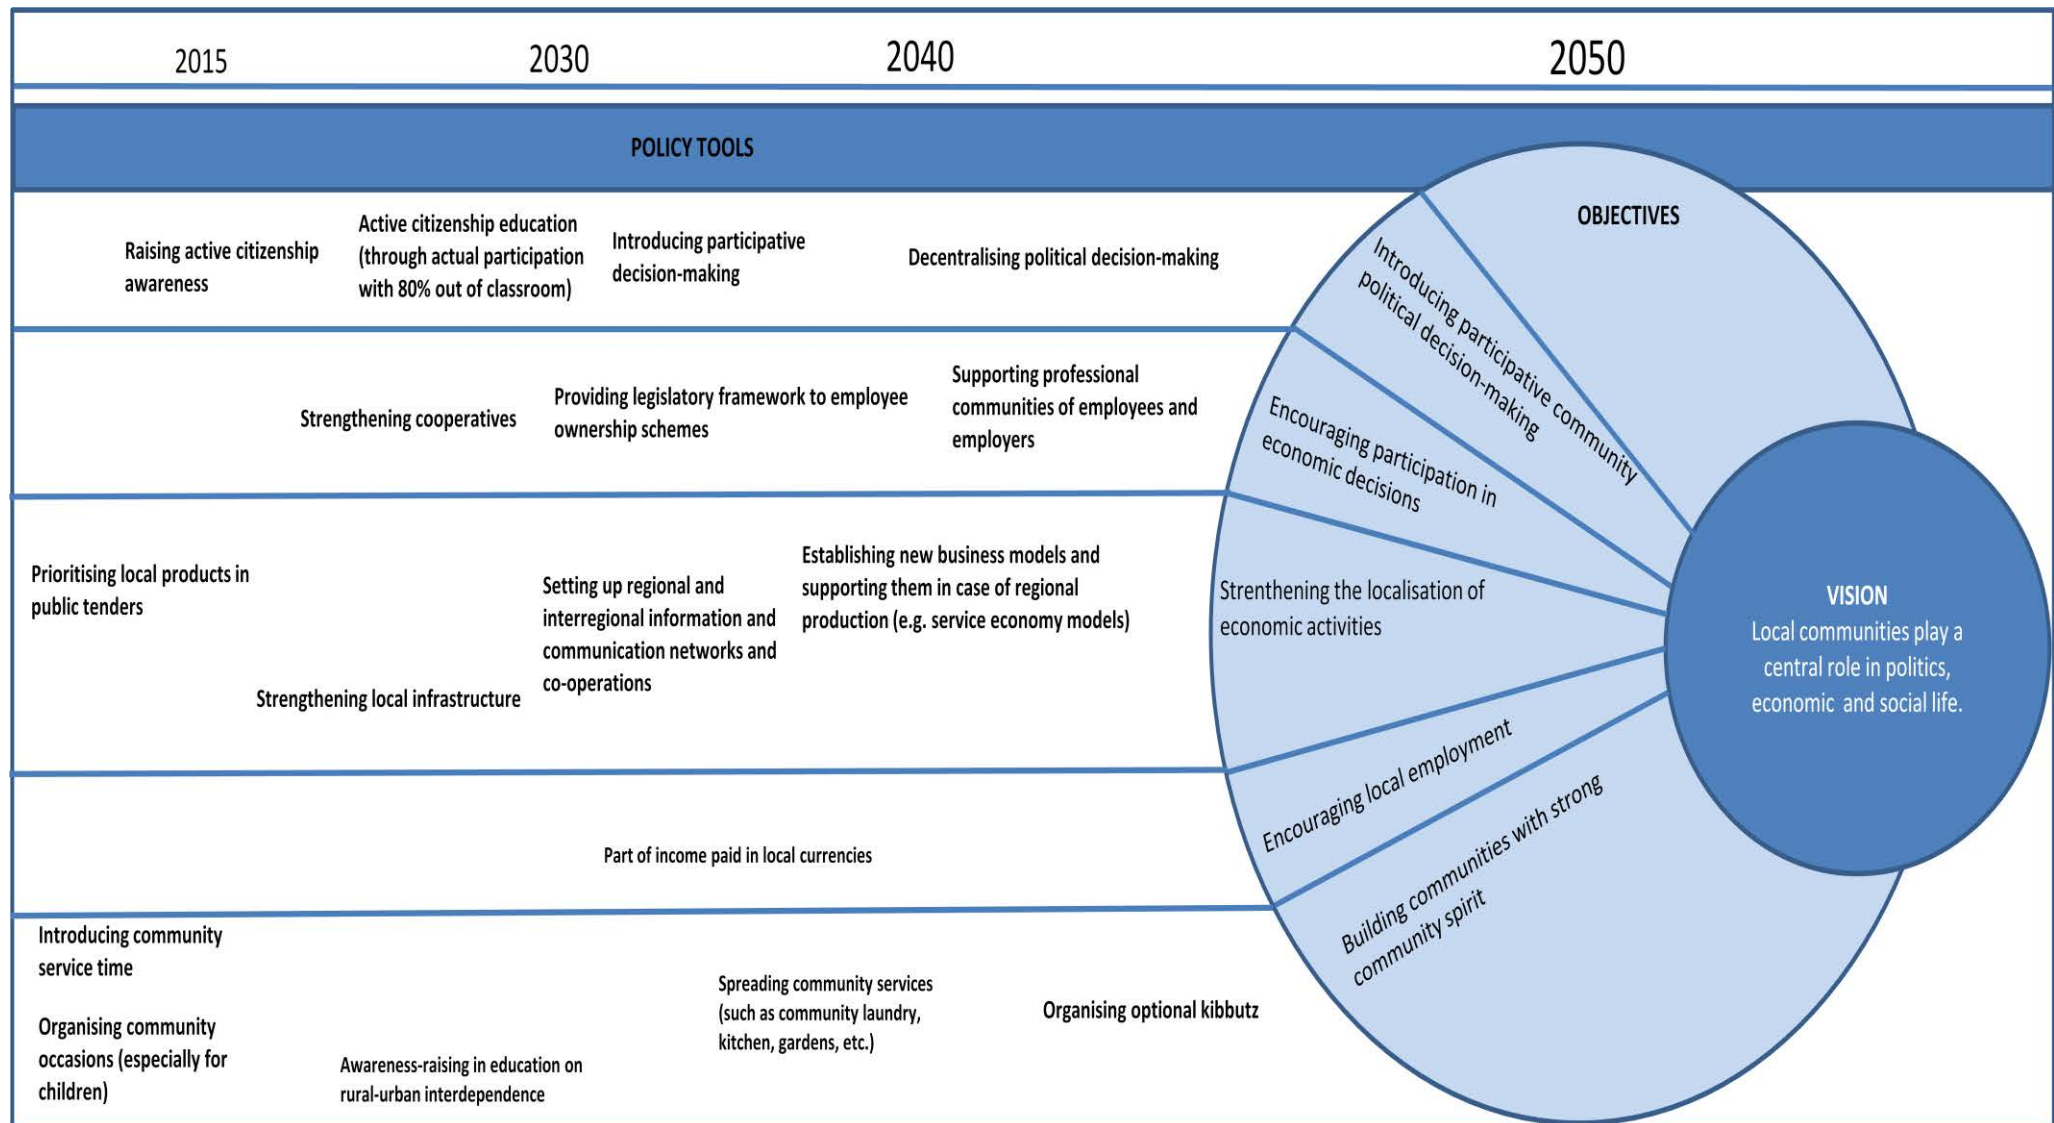 2015
2030
2040
2050
POLICY TOOLS
OBJECTIVES
Raising active citizenship
awareness
Active citizenship education
(through actual participation
with 80% out of classroom)
Introducing participative
decision-making
Decentralising political decision-making
Introducing participative community
political decision-making
Strengthening cooperatives
Providing legislatory framework to employee
ownership schemes
Supporting professional
communities of employees and
employers
Encouraging participation in
economic decisions
Prioritising local products in
public tenders
Strengthening local infrastructure
Setting up regional and
interregional information and
communication networks and
co-operations
Establishing new business models and
supporting them in case of regional
production (e.g. service economy models)
Strenthening the localisation of
economic activities
VISION
Local communities play a
central role in politics,
economic and social life.
Part of income paid in local currencies
Encouraging local employment
Introducing community
service time
Organising community
occasions (especially for
children)
Awareness-raising in education on
rural-urban interdependence
Spreading community services
(such as community laundry,
kitchen, gardens, etc.)
Organising optional kibbutz
Building communities with strong
community spirit